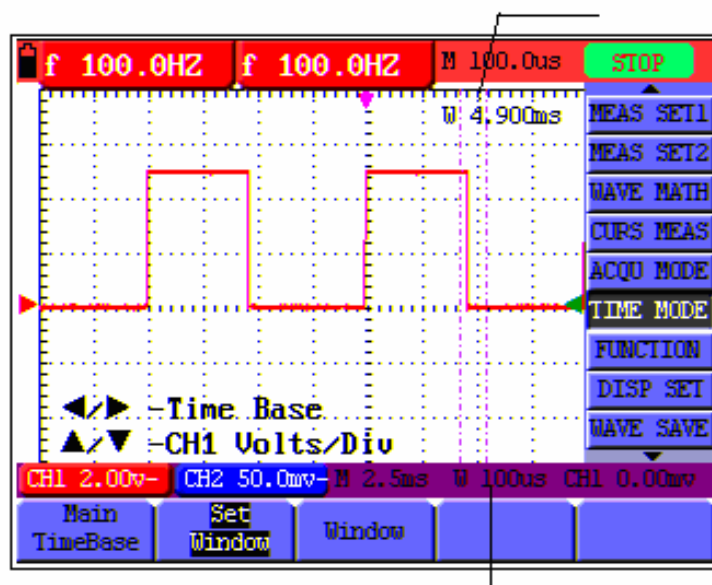 f 100.0HZ f 100.0HZ M 100.0us STOP
W 4.900ms
MEAS SET1
MEAS SET2
WAVE MATH
CURS MEAS
ACQU MODE
TIME MODE
FUNCTION
DISP SET
WAVE SAVE
◀/▶ -Time Base
▲/▼ -CH1 Volts/Div
CH1 2.00v- CH2 50.0mv- M 2.5ms W 100us CH1 0.00mv
Main
TimeBase
Set
Window
Window